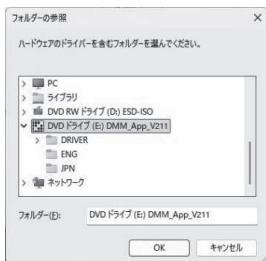 フォルダーの参照
ハードウェアのドライバーを含むフォルダーを選んでください。
PC
ライブラリ
DVD RW ドライブ (D:) ESD-ISO
DVD ドライブ (E:) DMM_App_V211
DRIVER
ENG
JPN
ネットワーク
フォルダー(F): DVD ドライブ (E:) DMM_App_V211
OK キャンセル